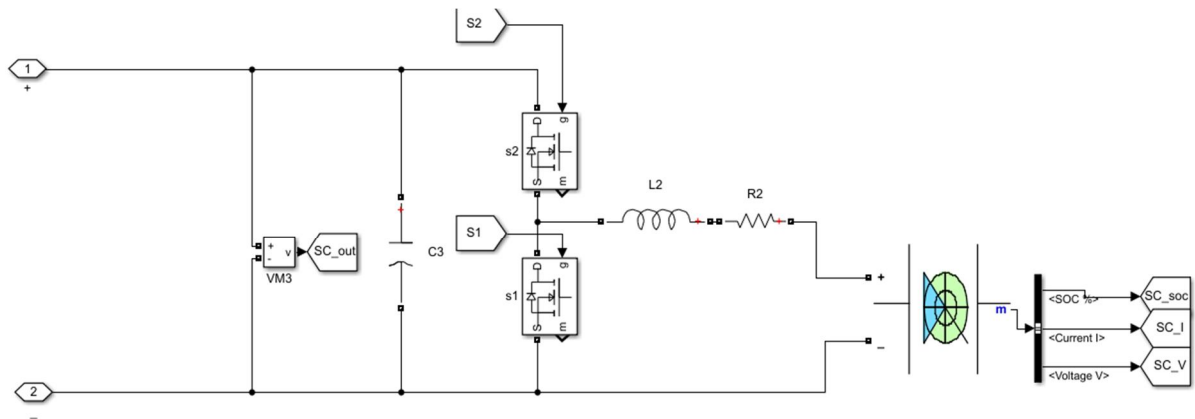 S2
1
+
D
g
s2
S
m
L2
R2
S1
+
-
v
SC_out
VM3
+
C3
D
g
s1
S
m
+
+
+
_
m
<SOC %>
SC_soc
<Current I>
SC_I
<Voltage V>
SC_V
2
_